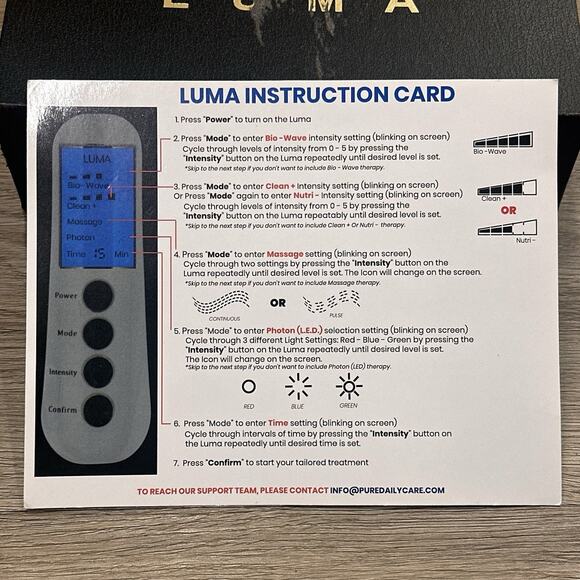 LUMA
LUMA INSTRUCTION CARD
1. Press "Power" to turn on the Luma
2. Press "Mode" to enter Bio -Wave intensity setting (blinking on screen)
Cycle through levels of intensity from 0 - 5 by pressing the
"Intensity" button on the Luma repeatedly until desired level is set.
*Skip to the next step if you don't want to include Bio - Wave therapy.
Bio -Wave
3. Press "Mode" to enter Clean + Intensity setting (blinking on screen)
Or Press "Mode" again to enter Nutri - Intensity setting (blinking on screen)
Cycle through levels of intensity from 0 - 5 by pressing the
"Intensity" button on the Luma repeatably until desired level is set.
*Skip to the next step if you don't want to include Clean + Or Nutri - therapy.
Clean +
OR
Nutri -
4. Press "Mode" to enter Massage setting (blinking on screen)
Cycle through two settings by pressing the "Intensity" button on the
Luma repeatedly until desired level is set. The Icon will change on the screen.
*Skip to the next step if you don't want to include Massage therapy.
CONTINUOUS
OR
PULSE
5. Press "Mode" to enter Photon (L.E.D.) selection setting (blinking on screen)
Cycle through 3 different Light Settings: Red - Blue - Green by pressing the
"Intensity" button on the Luma repeatedly until desired level is set.
The Icon will change on the screen.
*Skip to the next step if you don't want to include Photon (LED) therapy.
RED
BLUE
GREEN
6. Press "Mode" to enter Time setting (blinking on screen)
Cycle through intervals of time by pressing the "Intensity" button on
the Luma repeatedly until desired time is set.
7. Press "Confirm" to start your tailored treatment
TO REACH OUR SUPPORT TEAM, PLEASE CONTACT INFO@PUREDAILYCARE.COM
LUMA
Bio-Wave
Clean +
Massage
Photon
Time 15 Min
Power
Mode
Intensity
Confirm